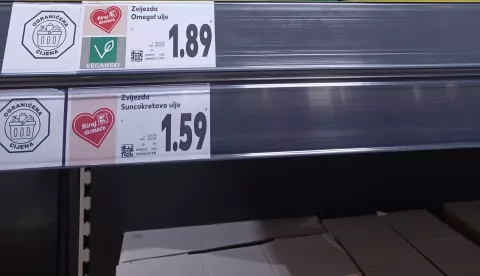 OGRANIČENA
CIJENA
Biraj
domaće
VEGANSKI
Zvijezda
Omegol ulje
1.89
OGRANIČENA
CIJENA
Biraj
domaće
Zvijezda
Suncokretovo ulje
1.59